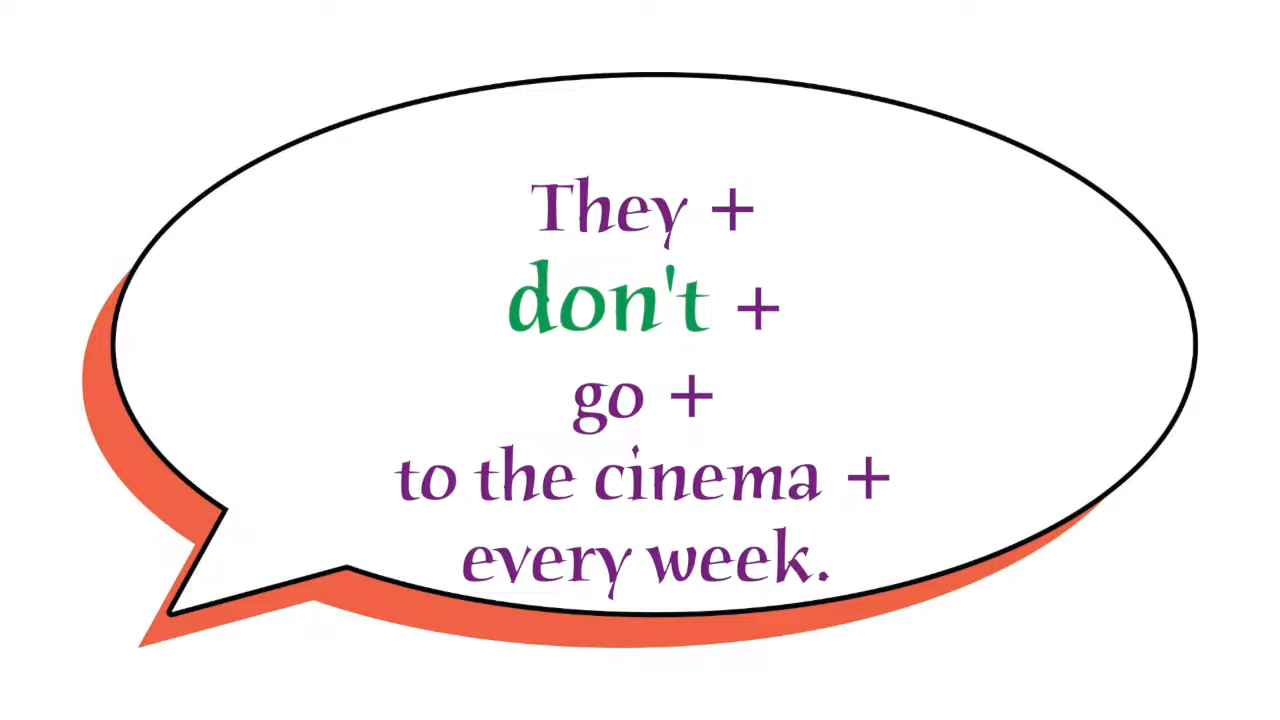 They +
don't +
go +
to the cinema +
every week.